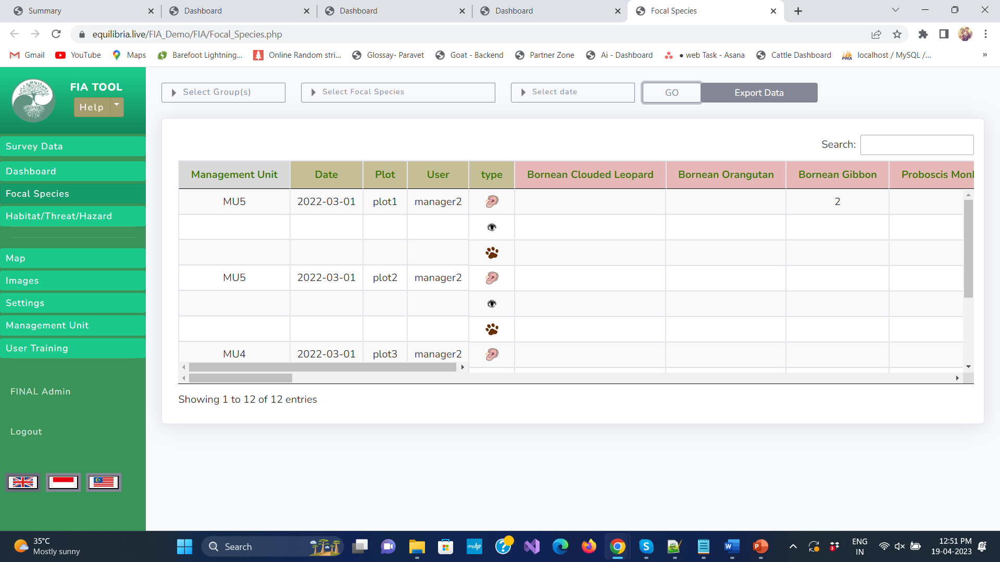 Summary
Dashboard
Dashboard
Dashboard
Focal Species
equilibria.live/FIA_Demo/FIA/Focal_Species.php
Gmail
YouTube
Maps
Barefoot Lightning...
Online Random stri...
Glossay- Paravet
Goat - Backend
Partner Zone
Ai - Dashboard
● web Task - Asana
Cattle Dashboard
localhost / MySQL /...
»
FIA TOOL
Help
Survey Data
Dashboard
Focal Species
Habitat/Threat/Hazard
Map
Images
Settings
Management Unit
User Training
FINAL Admin
Logout
Select Group(s)
Select Focal Species
Select date
GO
Export Data
Search:
Management Unit Date Plot User type Bornean Clouded Leopard Bornean Orangutan Bornean Gibbon Proboscis Monk
MU5 2022-03-01 plot1 manager2 2
MU5 2022-03-01 plot2 manager2
MU4 2022-03-01 plot3 manager2
Showing 1 to 12 of 12 entries
35°C
Mostly sunny
Search
myhp
ENG
IN
12:51 PM
19-04-2023